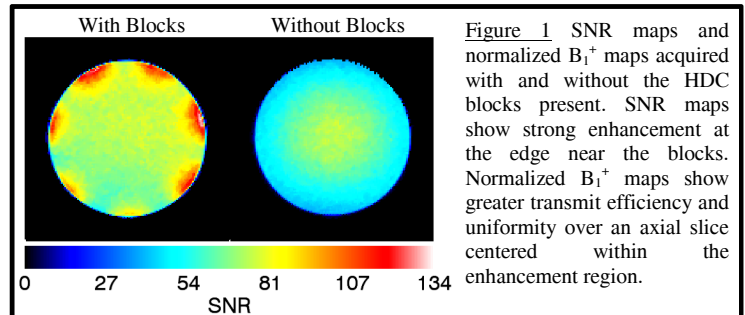 With Blocks
Without Blocks
0 27 54 81 107 134
SNR
Figure 1 SNR maps and
normalized B₁⁺ maps acquired
with and without the HDC
blocks present. SNR maps
show strong enhancement at
the edge near the blocks.
Normalized B₁⁺ maps show
greater transmit efficiency and
uniformity over an axial slice
centered within the
enhancement region.